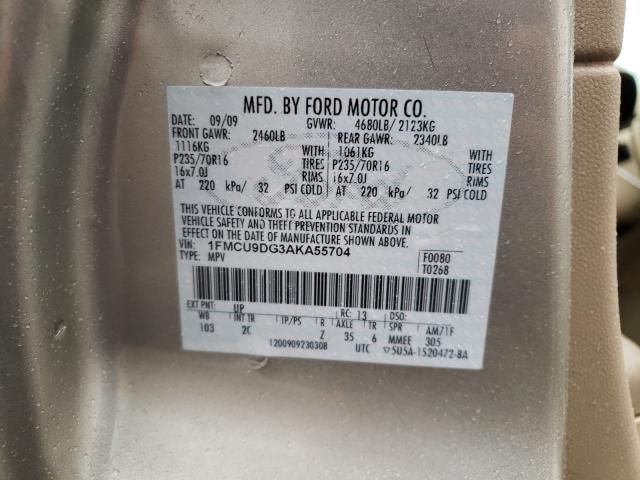 MFD. BY FORD MOTOR CO.
DATE: 09/09 GVWR: 4680LB/ 2123KG
FRONT GAWR: 2460LB REAR GAWR: 2340LB
1116KG WITH 1061KG WITH
P235/70R16 TIRES P235/70R16 TIRES
16x7.0J RIMS 16x7.0J RIMS
AT 220 kPa/ 32 PSI COLD AT 220 kPa/ 32 PSI COLD
THIS VEHICLE CONFORMS TO ALL APPLICABLE FEDERAL MOTOR
VEHICLE SAFETY AND THEFT PREVENTION STANDARDS IN
EFFECT ON THE DATE OF MANUFACTURE SHOWN ABOVE.
VIN: 1FMCU9DG3AKA55704 F0080
TYPE: MPV T0268
EXT PNT: UP RC: 13 DSO:
WB INT TR TP/PS R AXLE TR SPR AM71F
103 2C Z 35 6 MMEE 305
1200909230308 UTC ▽5U5A-1520472-BA